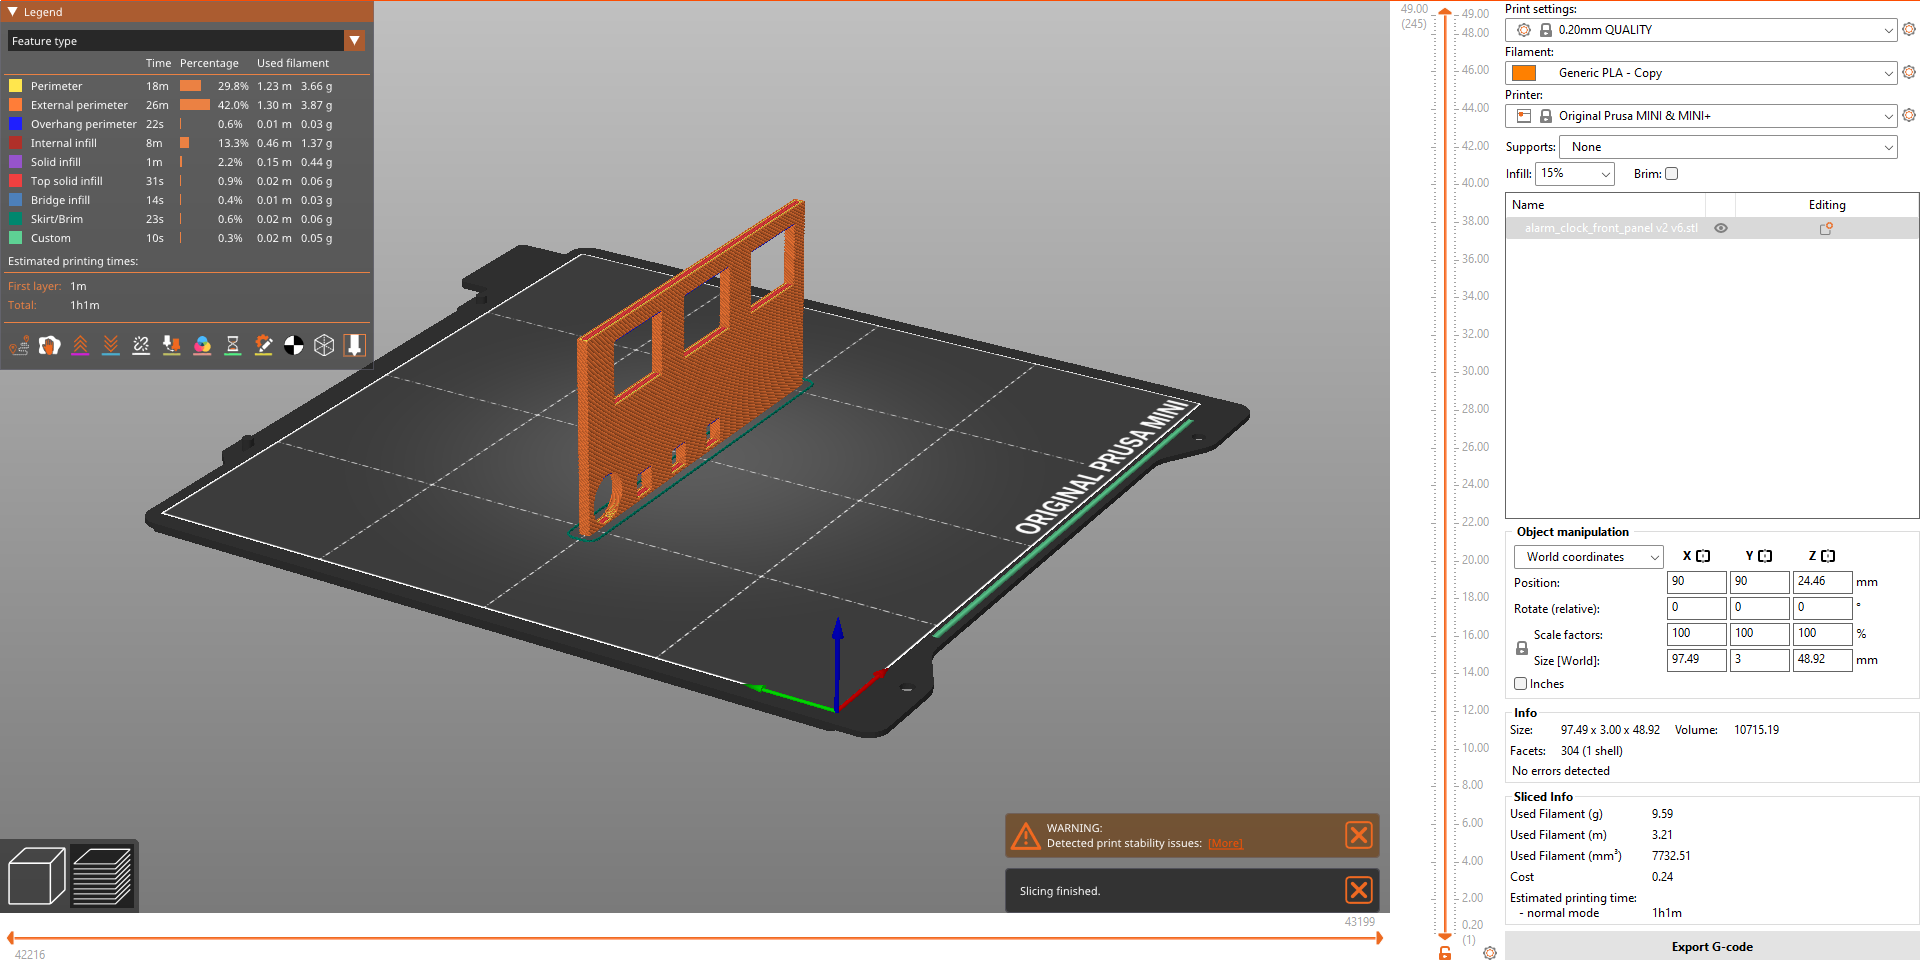 Legend
Feature type
Time Percentage Used filament
Perimeter 18m 29.8% 1.23 m 3.66 g
External perimeter 26m 42.0% 1.30 m 3.87 g
Overhang perimeter 22s 0.6% 0.01 m 0.03 g
Internal infill 8m 13.3% 0.46 m 1.37 g
Solid infill 1m 2.2% 0.15 m 0.44 g
Top solid infill 31s 0.9% 0.02 m 0.06 g
Bridge infill 14s 0.4% 0.01 m 0.03 g
Skirt/Brim 23s 0.6% 0.02 m 0.06 g
Custom 10s 0.3% 0.02 m 0.05 g
Estimated printing times:
First layer: 1m
Total: 1h1m
ORIGINAL PRUSA MINI
WARNING:
Detected print stability issues: [More]
Slicing finished.
43199
42216
49.00
(245)
49.00
48.00
46.00
44.00
42.00
40.00
38.00
36.00
34.00
32.00
30.00
28.00
26.00
24.00
22.00
20.00
18.00
16.00
14.00
12.00
10.00
8.00
6.00
4.00
2.00
0.20
(1)
Print settings:
0.20mm QUALITY
Filament:
Generic PLA - Copy
Printer:
Original Prusa MINI & MINI+
Supports: None
Infill: 15% Brim:
Name Editing
alarm_clock_front_panel v2 v6.stl
Object manipulation
World coordinates X Y Z
Position: 90 90 24.46 mm
Rotate (relative): 0 0 0 °
Scale factors: 100 100 100 %
Size [World]: 97.49 3 48.92 mm
Inches
Info
Size: 97.49 x 3.00 x 48.92 Volume: 10715.19
Facets: 304 (1 shell)
No errors detected
Sliced Info
Used Filament (g) 9.59
Used Filament (m) 3.21
Used Filament (mm³) 7732.51
Cost 0.24
Estimated printing time:
- normal mode 1h1m
Export G-code